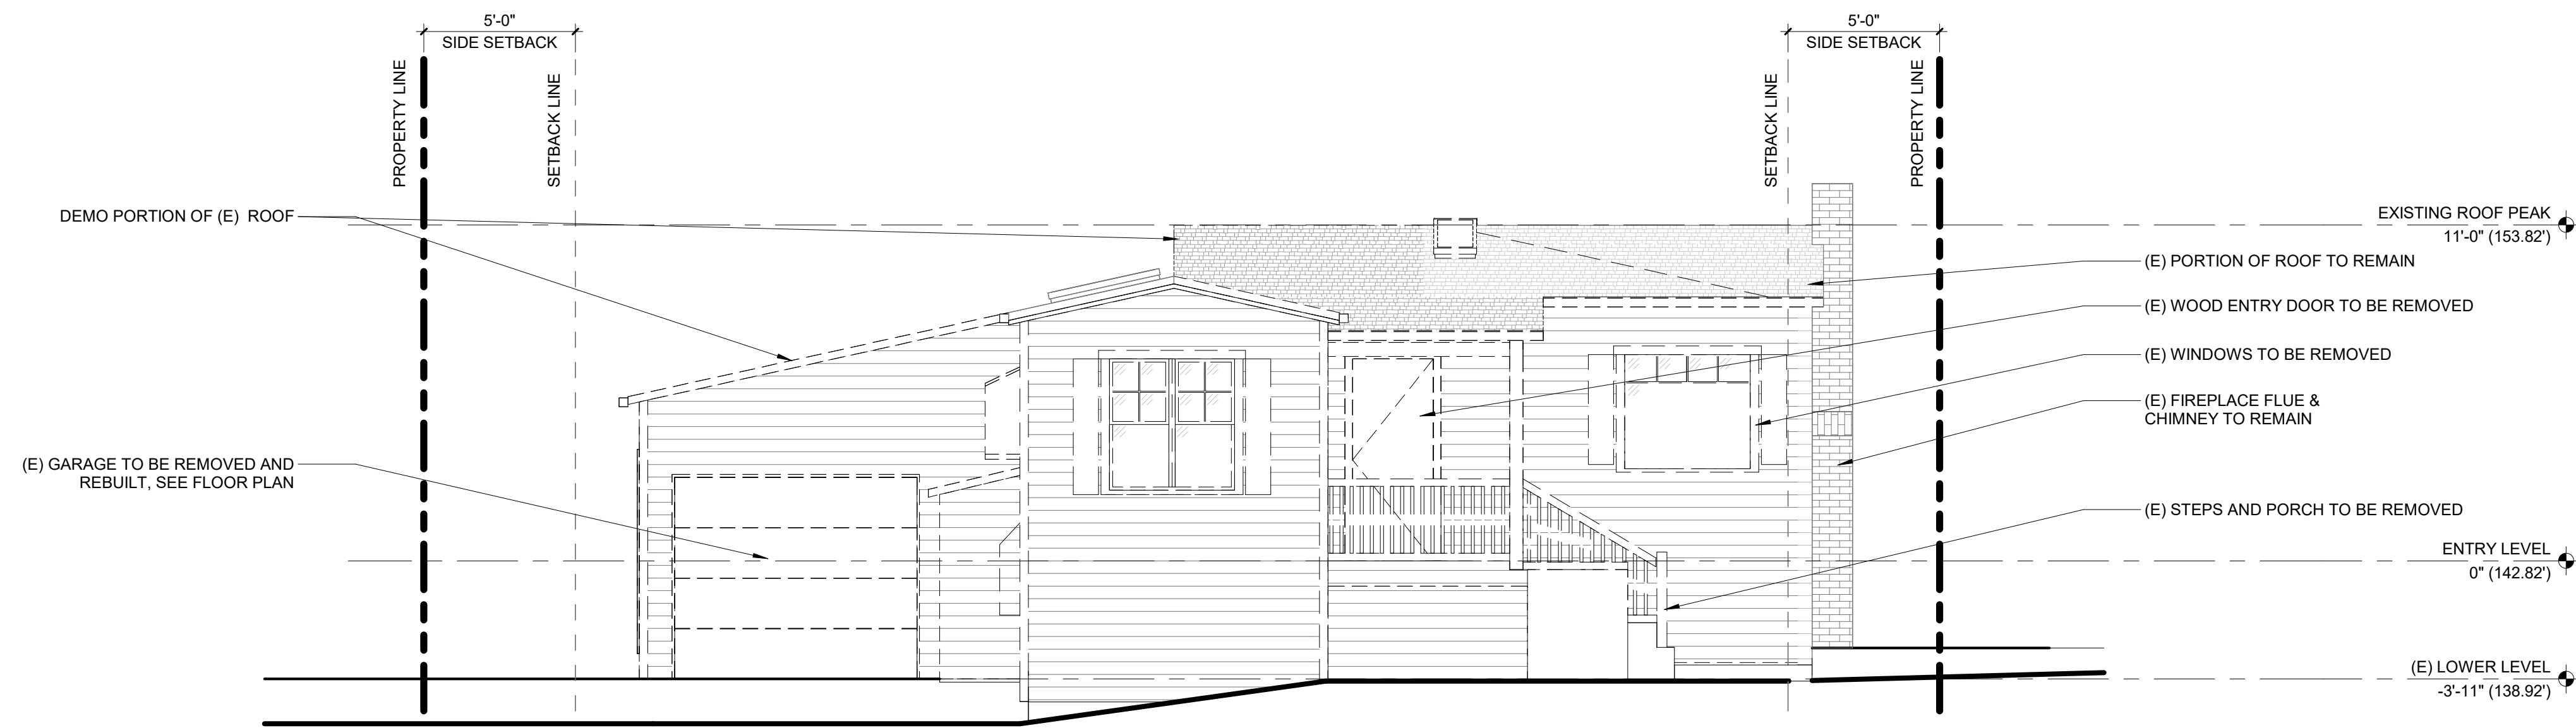 5'-0"
SIDE SETBACK
5'-0"
SIDE SETBACK
PROPERTY LINE
SETBACK LINE
SETBACK LINE
PROPERTY LINE
DEMO PORTION OF (E) ROOF
(E) GARAGE TO BE REMOVED AND
REBUILT, SEE FLOOR PLAN
EXISTING ROOF PEAK
11'-0" (153.82')
(E) PORTION OF ROOF TO REMAIN
(E) WOOD ENTRY DOOR TO BE REMOVED
(E) WINDOWS TO BE REMOVED
(E) FIREPLACE FLUE &
CHIMNEY TO REMAIN
(E) STEPS AND PORCH TO BE REMOVED
ENTRY LEVEL
0" (142.82')
(E) LOWER LEVEL
-3'-11" (138.92')